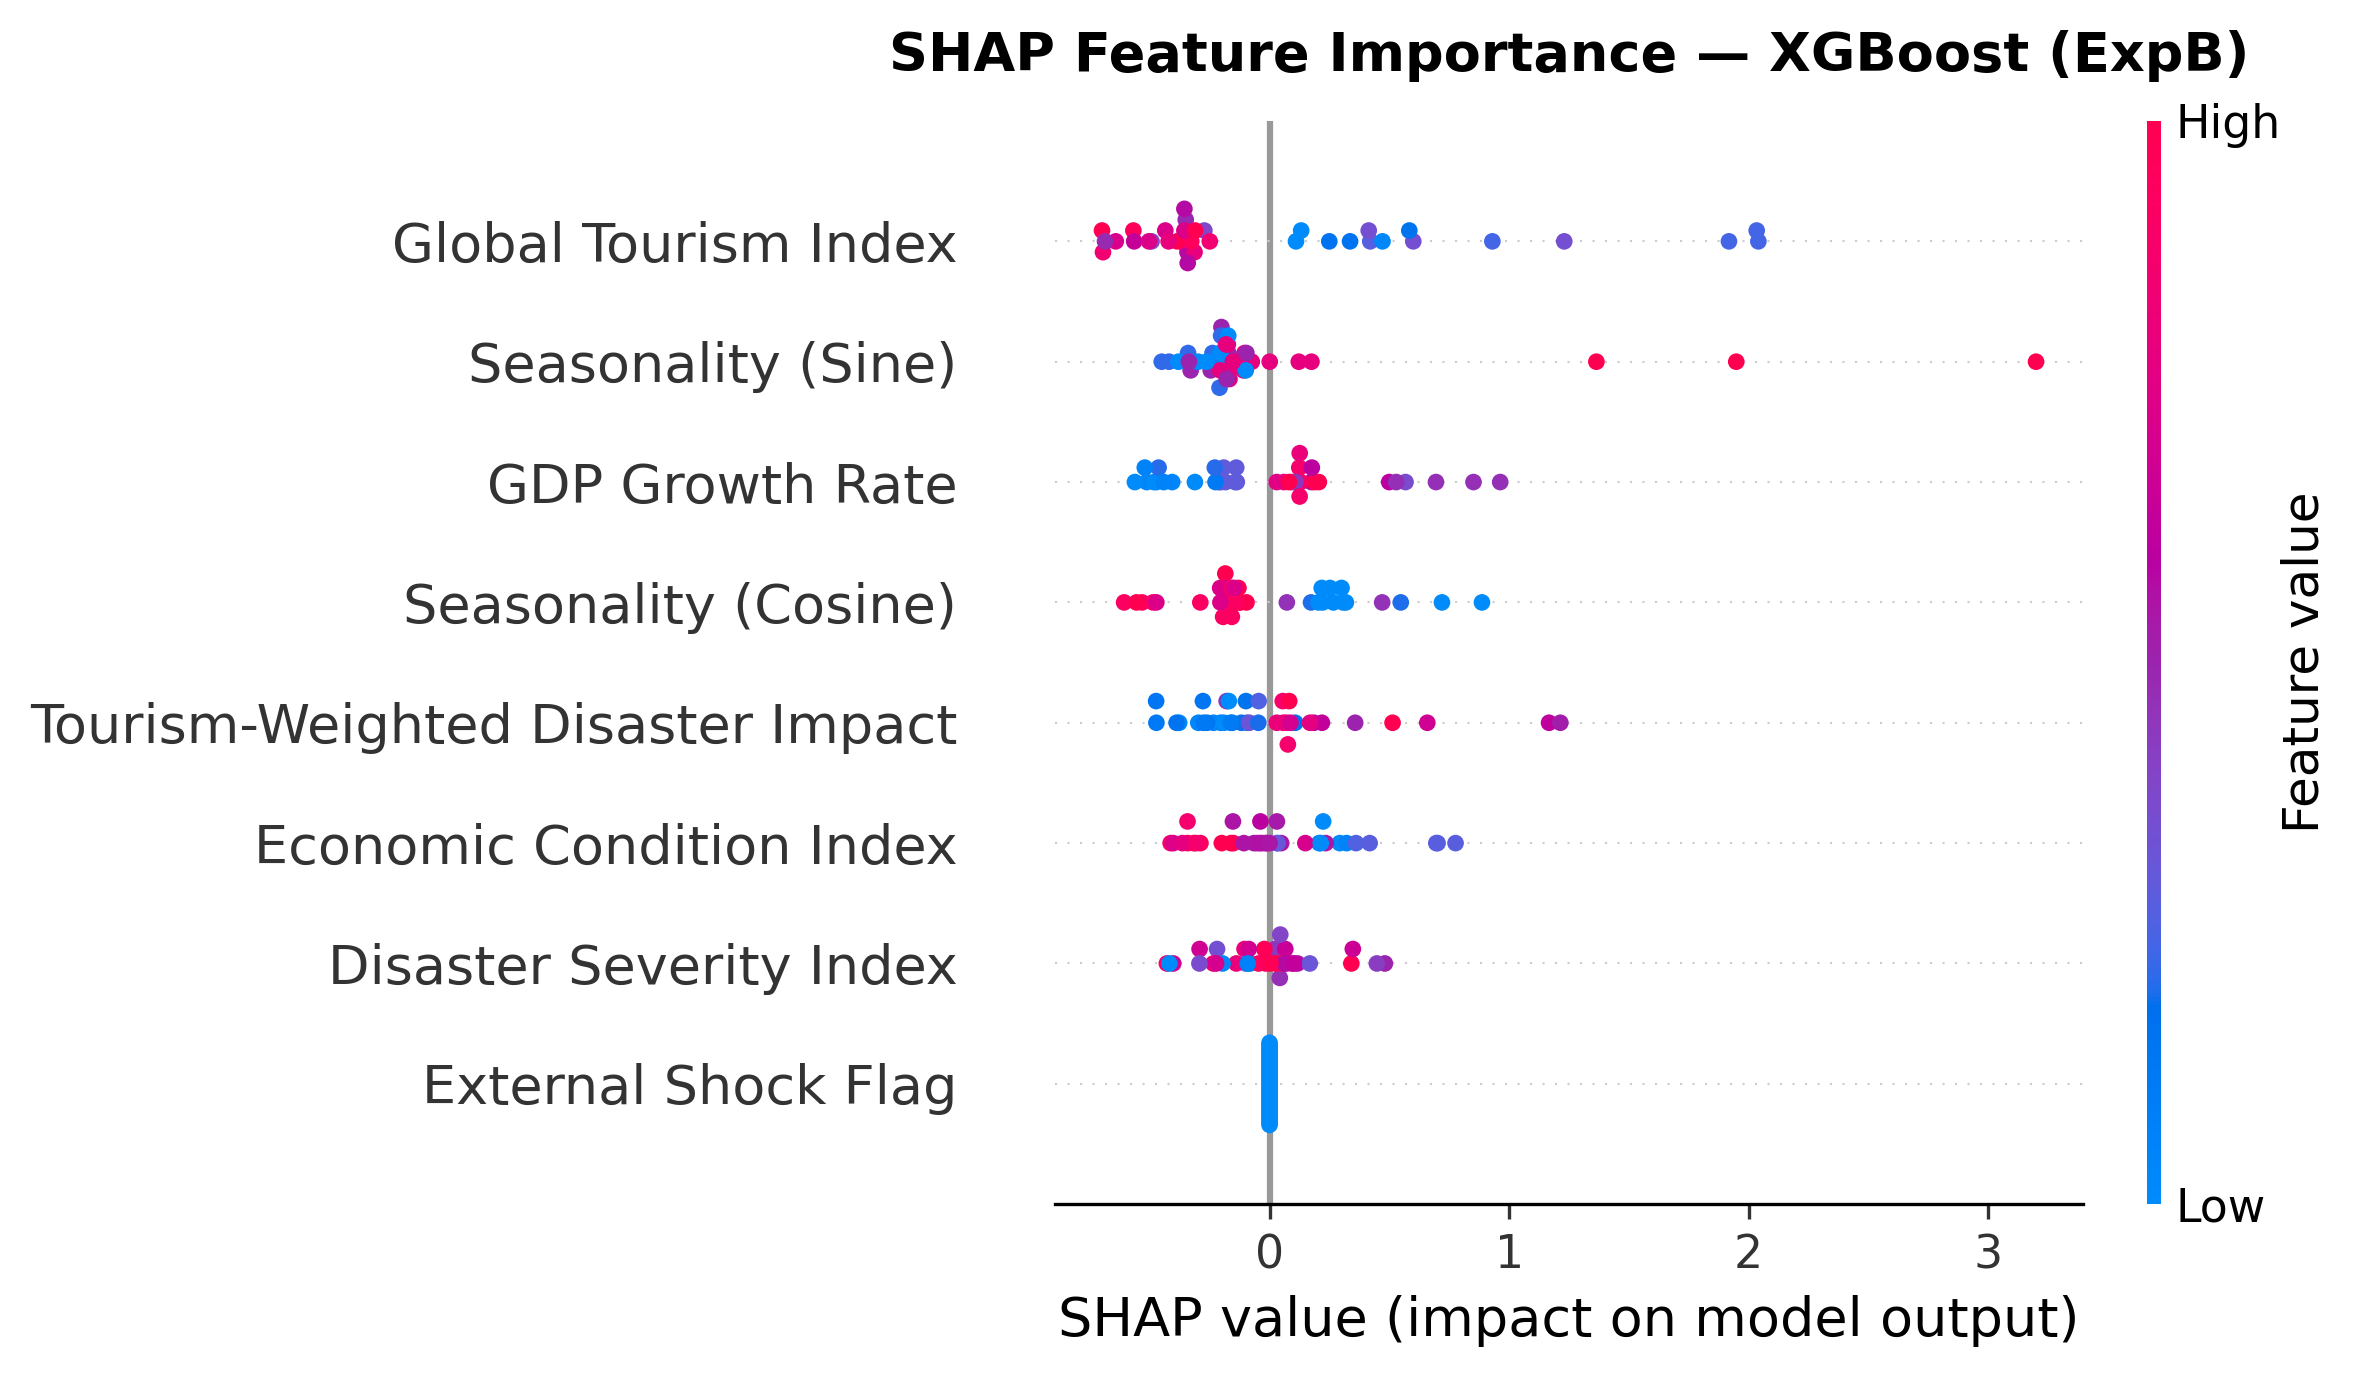 SHAP Feature Importance — XGBoost (ExpB)
High
Global Tourism Index
Seasonality (Sine)
GDP Growth Rate
Seasonality (Cosine)
Tourism-Weighted Disaster Impact
Economic Condition Index
Disaster Severity Index
External Shock Flag
Feature value
Low
0 1 2 3
SHAP value (impact on model output)